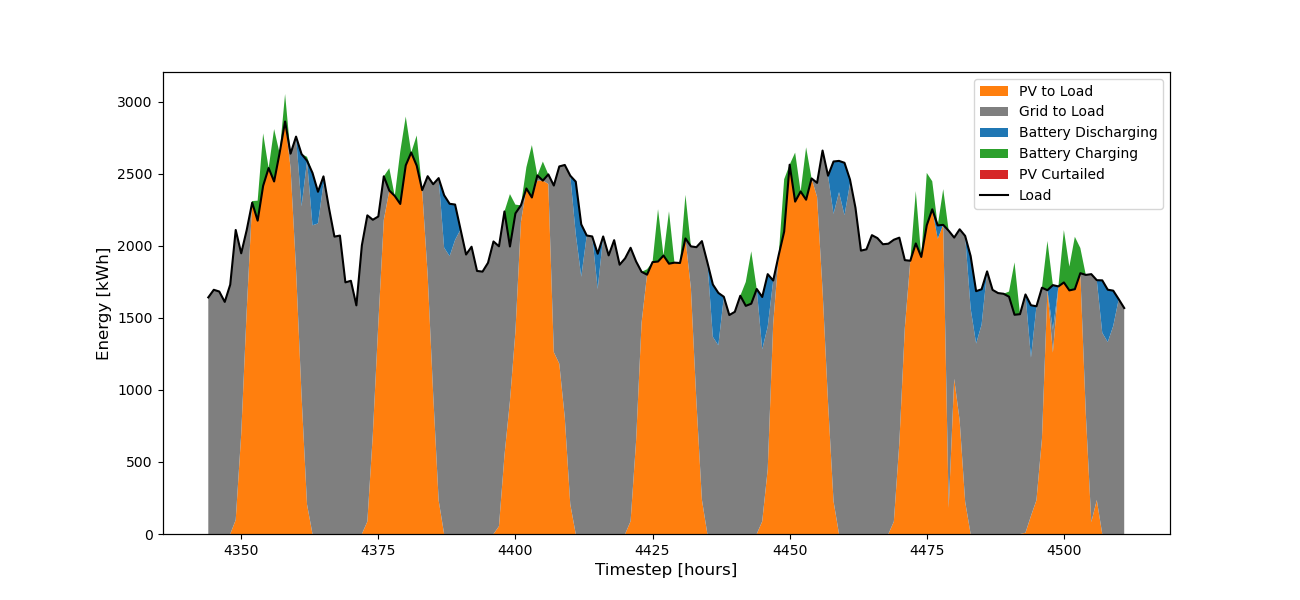 3000
2500
2000
1500
1000
500
0
Energy [kWh]
4350 4375 4400 4425 4450 4475 4500
Timestep [hours]
PV to Load
Grid to Load
Battery Discharging
Battery Charging
PV Curtailed
Load